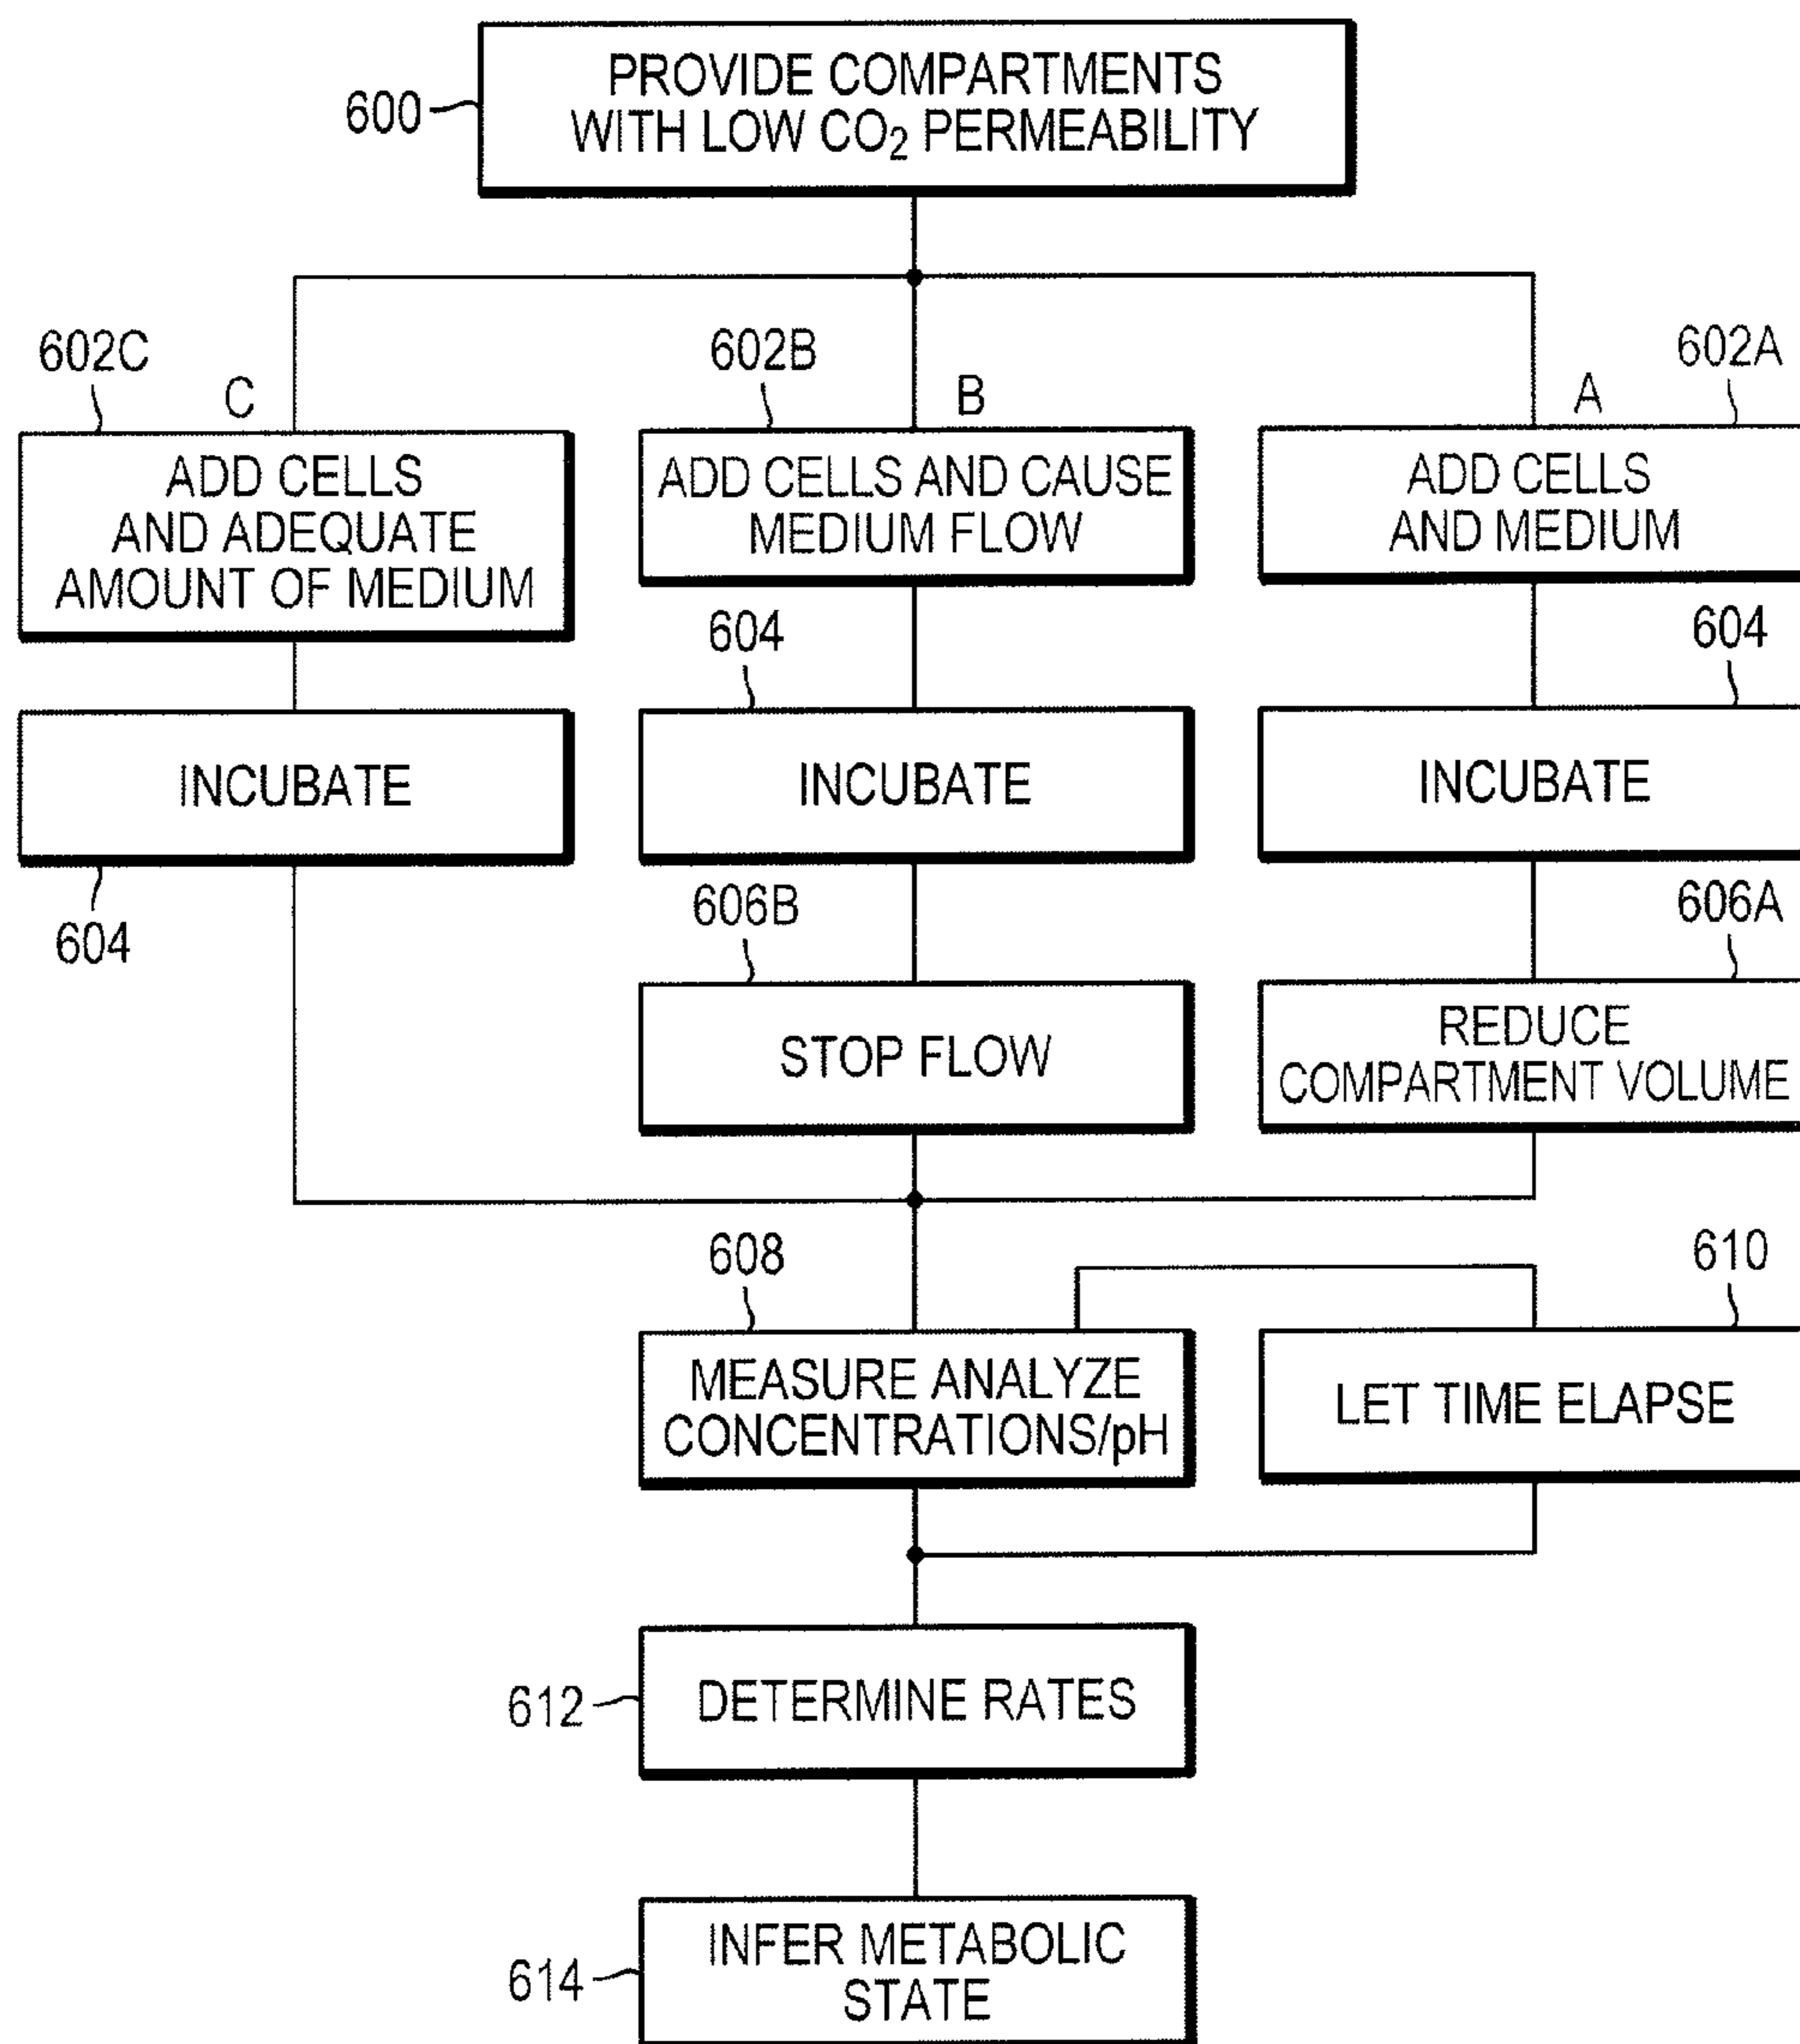 PROVIDE COMPARTMENTS
WITH LOW CO₂ PERMEABILITY
600
602C
602B
602A
C
B
A
ADD CELLS
AND ADEQUATE
AMOUNT OF MEDIUM
ADD CELLS AND CAUSE
MEDIUM FLOW
ADD CELLS
AND MEDIUM
604
604
INCUBATE
INCUBATE
INCUBATE
604
606B
606A
STOP FLOW
REDUCE
COMPARTMENT VOLUME
608
610
MEASURE ANALYZE
CONCENTRATIONS/pH
LET TIME ELAPSE
612
DETERMINE RATES
614
INFER METABOLIC
STATE